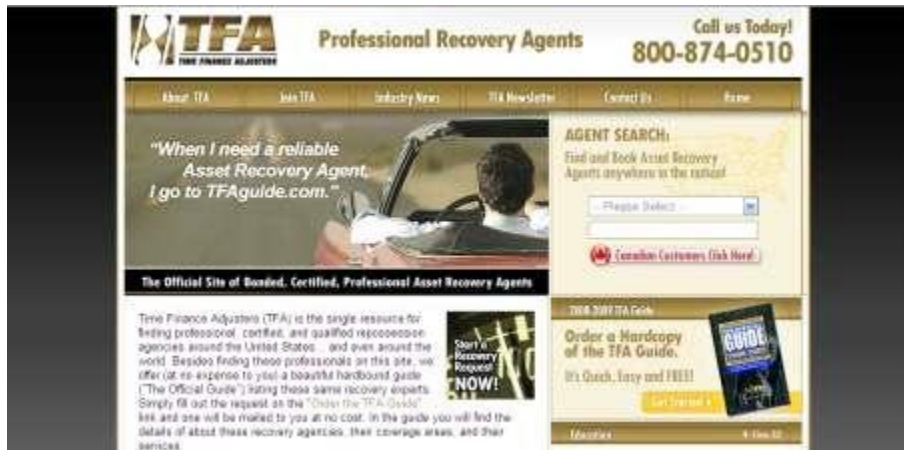 TFA
TIME FINANCE ADJUSTERS
Professional Recovery Agents
Call us Today!
800-874-0510
About TFA
Join TFA
Industry News
TFA Newsletter
Contact Us
Home
"When I need a reliable
Asset Recovery Agent,
I go to TFAguide.com."
AGENT SEARCH:
Find and Book Asset Recovery
Agents anywhere in the nation!
- Please Select -
Canadian Customers Click Here!
The Official Site of Bonded, Certified, Professional Asset Recovery Agents
Time Finance Adjusters (TFA) is the single resource for
finding professional, certified, and qualified repossession
agencies around the United States... and even around the
world. Besides finding these professionals on this site, we
offer (at no expense to you) a beautiful hardbound guide
("The Official Guide") listing these same recovery experts.
Simply fill out the request on the "Order the TFA Guide"
link and one will be mailed to you at no cost. In the guide you will find the
details of about these recovery agencies, their coverage areas, and their
services.
Start a
Recovery
Request
NOW!
2008-2009 TFA Guide
Order a Hardcopy
of the TFA Guide.
It's Quick, Easy and FREE!
Get Started
GUIDE
Education